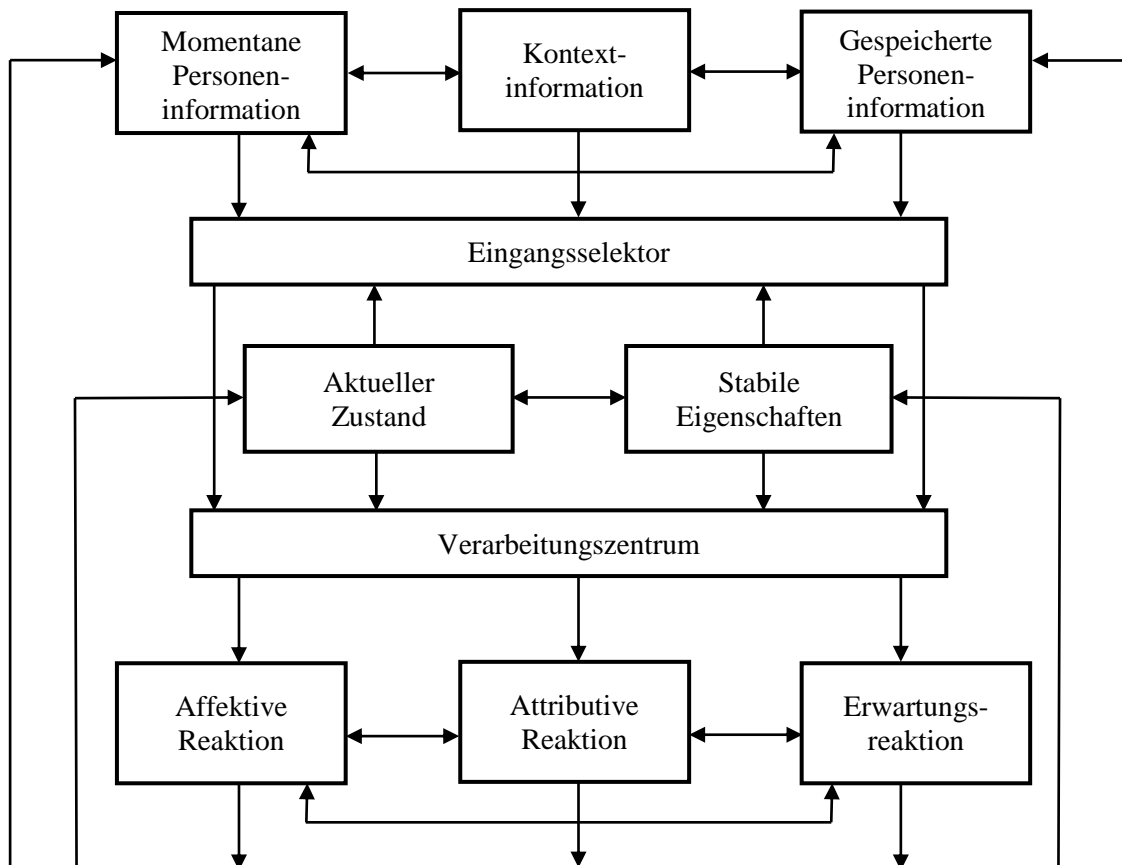 Momentane
Personen-
information
Kontext-
information
Gespeicherte
Personen-
information
Eingangsselektor
Aktueller
Zustand
Stabile
Eigenschaften
Verarbeitungszentrum
Affektive
Reaktion
Attributive
Reaktion
Erwartungs-
reaktion